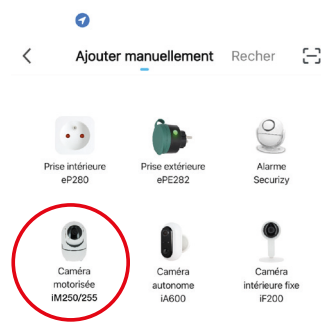 Ajouter manuellement Recher
Prise intérieure
eP280
Prise extérieure
ePE282
Alarme
Securizy
Caméra
motorisée
iM250/255
Caméra
autonome
iA600
Caméra
intérieure fixe
iF200